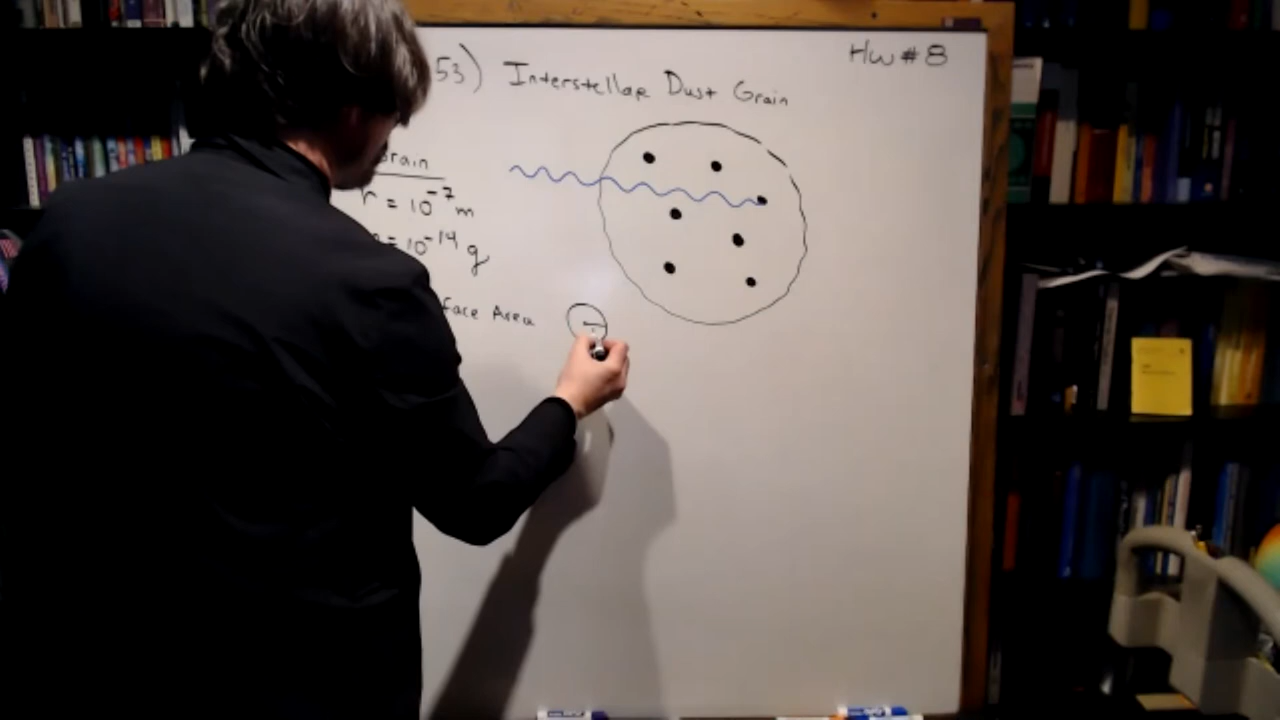 HW #8
53) Interstellar Dust Grain
rain
r = 10⁻⁷ m
= 10⁻¹⁴ g
face Area